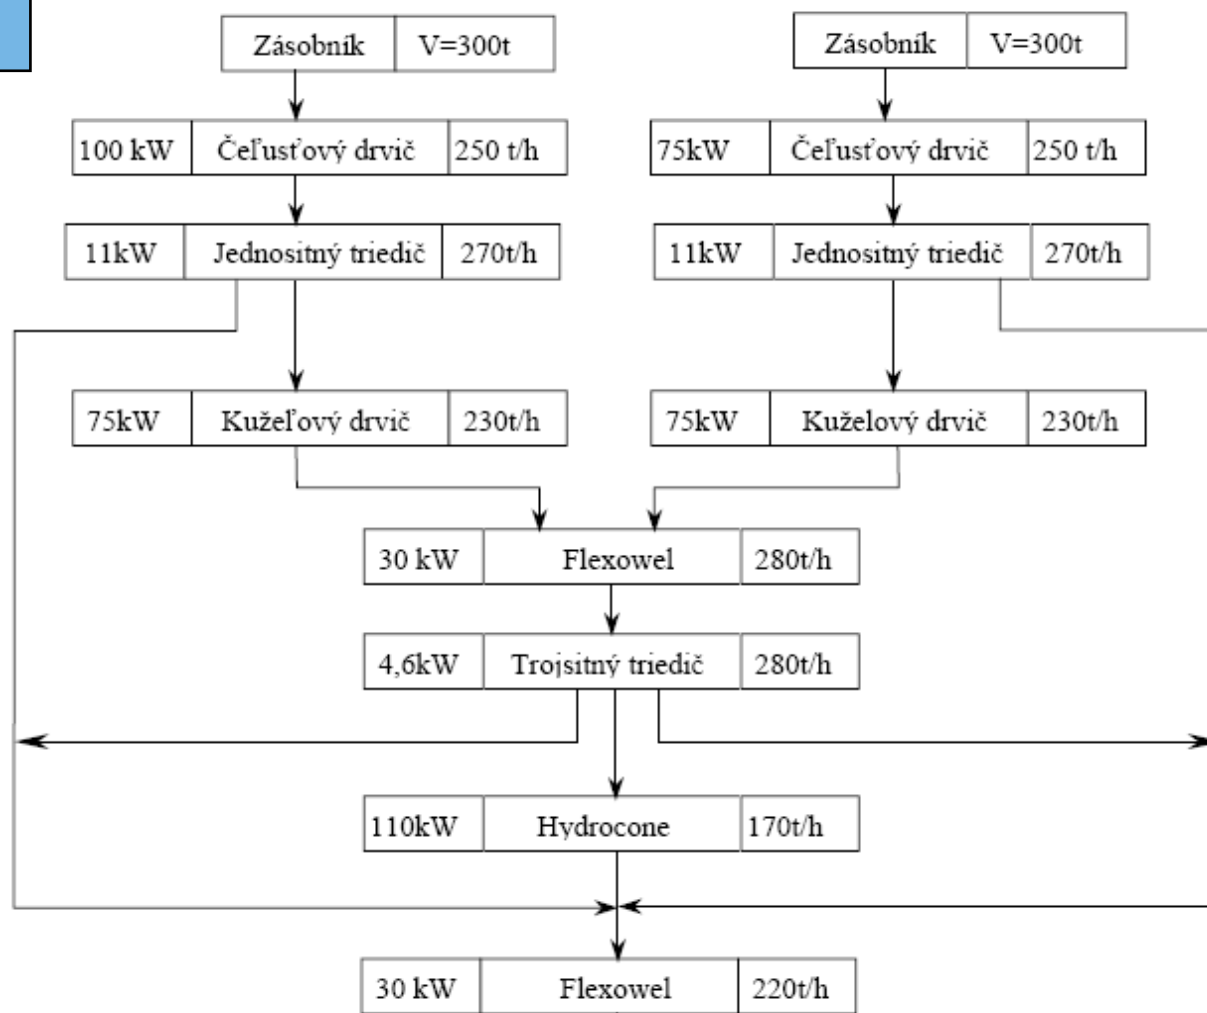 Zásobník V=300t
Zásobník V=300t
100 kW Čeľusťový drvič 250 t/h
75kW Čeľusťový drvič 250 t/h
11kW Jednositný triedič 270t/h
11kW Jednositný triedič 270t/h
75kW Kužeľový drvič 230t/h
75kW Kuželový drvič 230t/h
30 kW Flexowel 280t/h
4,6kW Trojsitný triedič 280t/h
110kW Hydrocone 170t/h
30 kW Flexowel 220t/h